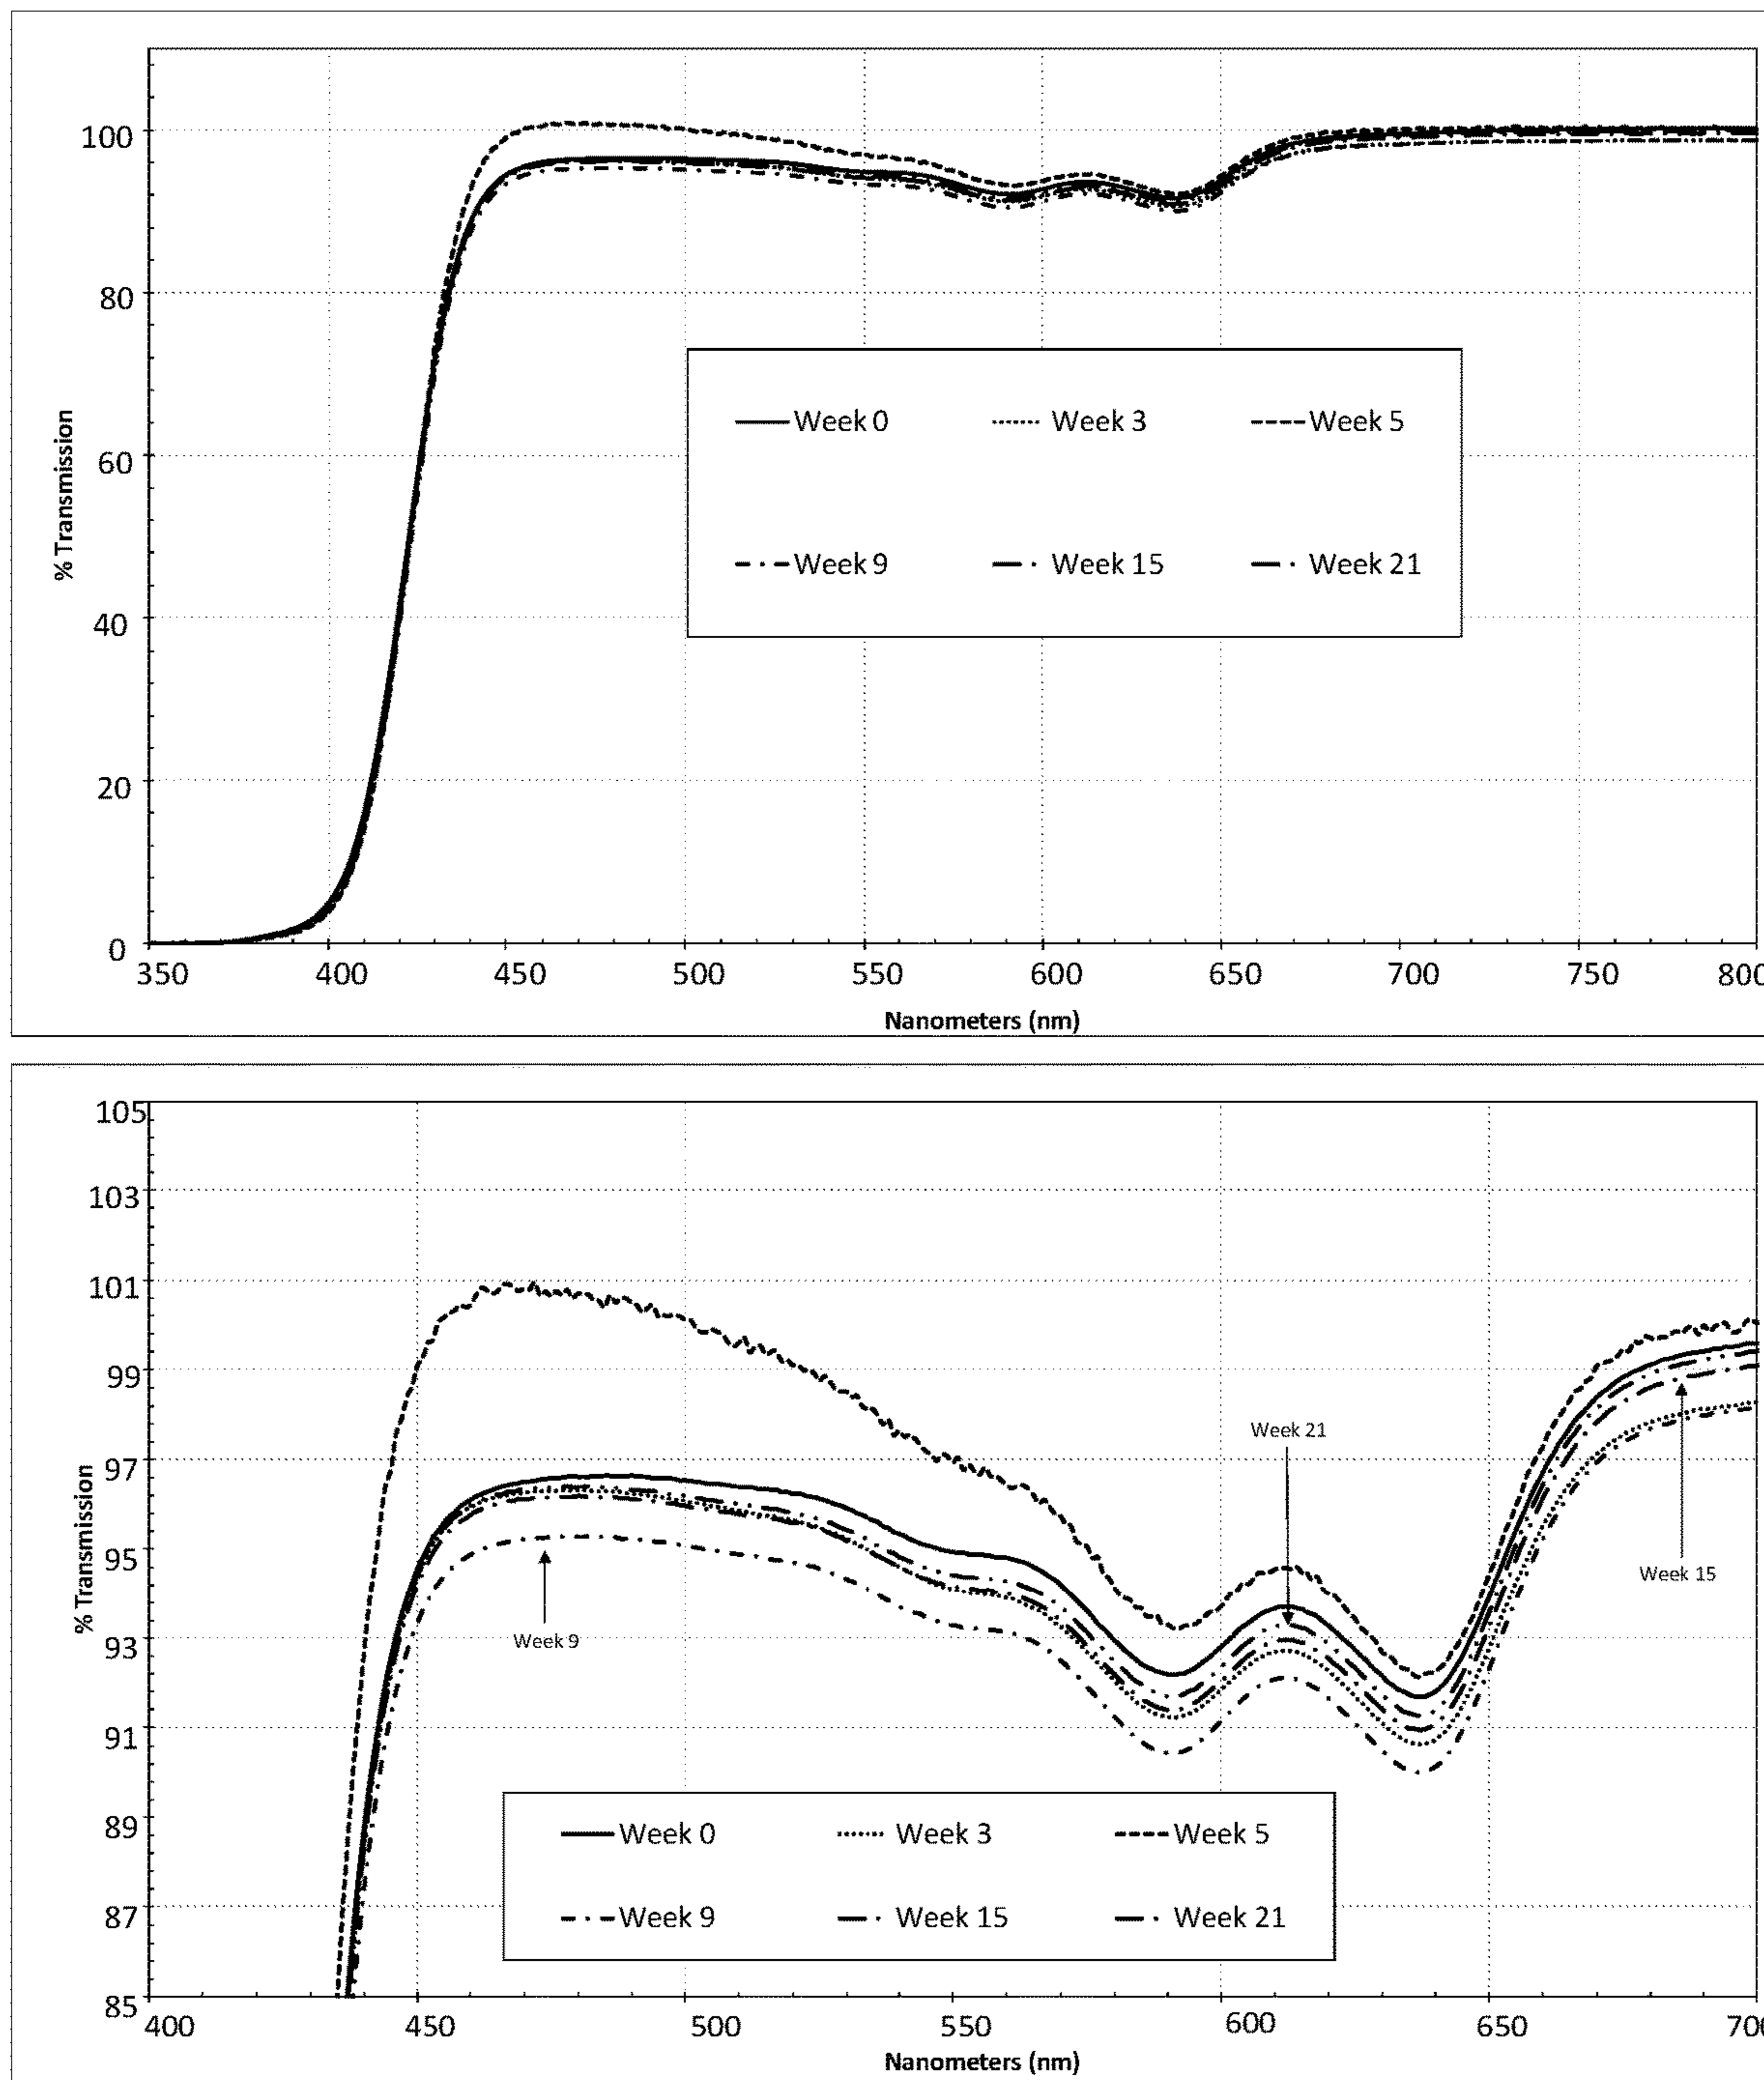 100
80
60
40
20
0
% Transmission
Week 0 Week 3 Week 5
Week 9 Week 15 Week 21
350 400 450 500 550 600 650 700 750 800
Nanometers (nm)
105
103
101
99
97
95
93
91
89
87
85
% Transmission
Week 21
Week 15
Week 9
Week 0 Week 3 Week 5
Week 9 Week 15 Week 21
400 450 500 550 600 650 700
Nanometers (nm)